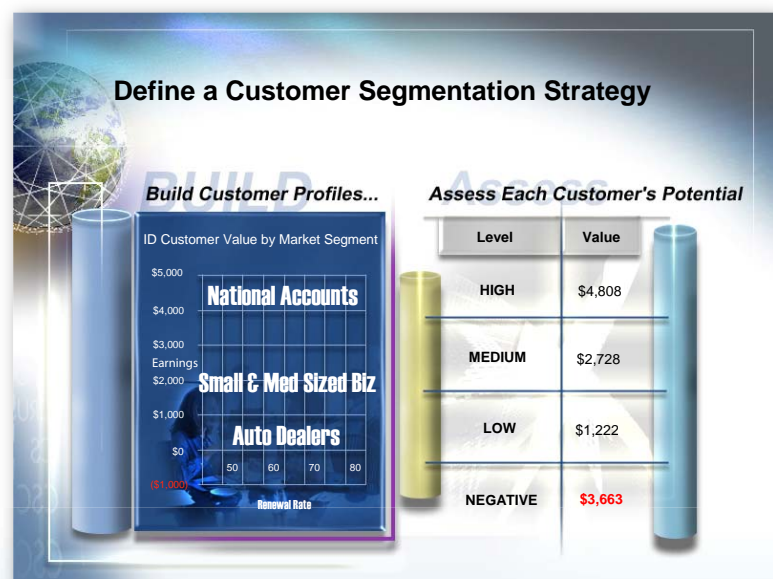 Define a Customer Segmentation Strategy
BUILD
Build Customer Profiles...
ID Customer Value by Market Segment
$5,000
National Accounts
$4,000
$3,000
Earnings
$2,000
Small & Med Sized Biz
$1,000
Auto Dealers
$0
50 60 70 80
($1,000)
Renewal Rate
Assess
Assess Each Customer's Potential
Level Value
HIGH $4,808
MEDIUM $2,728
LOW $1,222
NEGATIVE $3,663